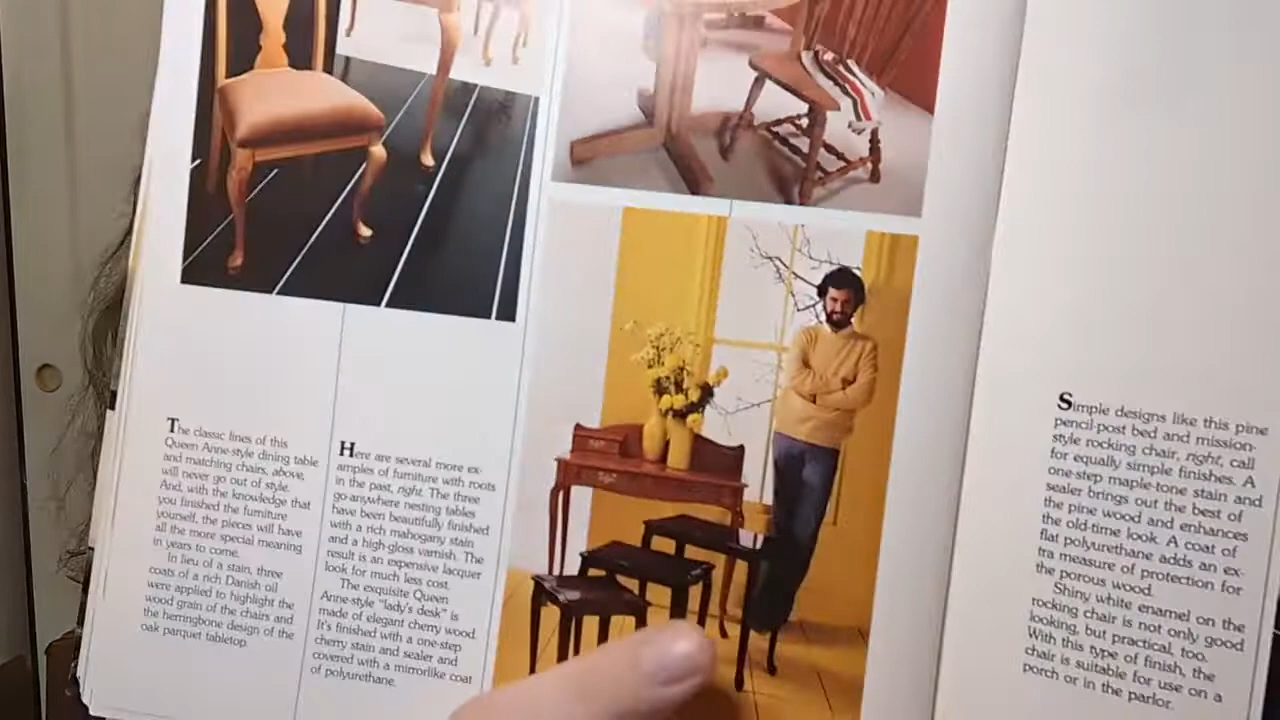 The classic lines of this
Queen Anne-style dining table
and matching chairs, above,
will never go out of style.
And, with the knowledge that
you finished the furniture
yourself, the pieces will have
all the more special meaning
in years to come.
In lieu of a stain, three
coats of a rich Danish oil
were applied to highlight the
wood grain of the chairs and
the herringbone design of the
oak parquet tabletop.
Here are several more ex-
amples of furniture with roots
in the past, right. The three
go-anywhere nesting tables
have been beautifully finished
with a rich mahogany stain
and a high-gloss varnish. The
result is an expensive lacquer
look for much less cost.
The exquisite Queen
Anne-style "lady's desk" is
made of elegant cherry wood.
It's finished with a one-step
cherry stain and sealer and
covered with a mirrorlike coat
of polyurethane.
Simple designs like this pine
pencil-post bed and mission-
style rocking chair, right, call
for equally simple finishes. A
one-step maple-tone stain and
sealer brings out the best of
the pine wood and enhances
the old-time look. A coat of
flat polyurethane adds an ex-
tra measure of protection for
the porous wood.
Shiny white enamel on the
rocking chair is not only good
looking, but practical, too.
With this type of finish, the
chair is suitable for use on a
porch or in the parlor.